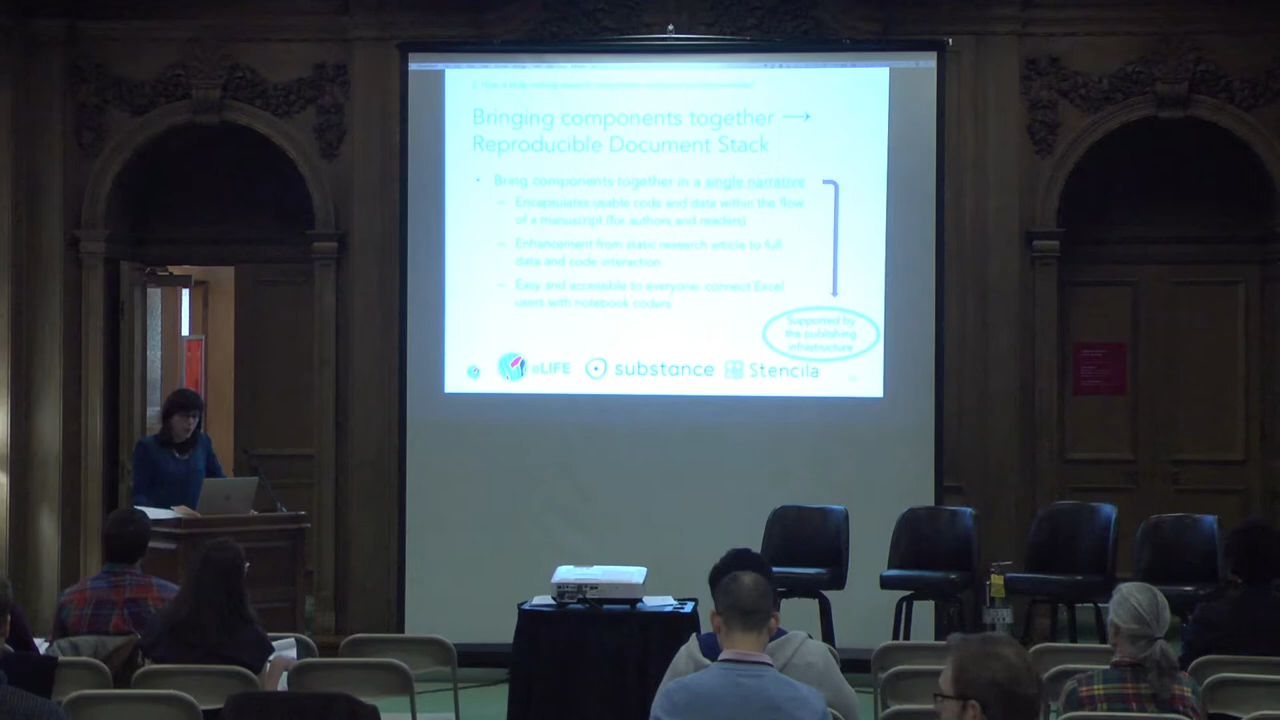 Bringing components together →
Reproducible Document Stack
• Bring components together in a single narrative
– Encapsulates usable code and data within the flow
of a manuscript (for authors and readers)
– Enhancement from static research article to full
data and code interaction
– Easy and accessible to everyone: connect Excel
users with notebook coders
Supported by
the publishing
infrastructure
eLIFE
substance
Stencila